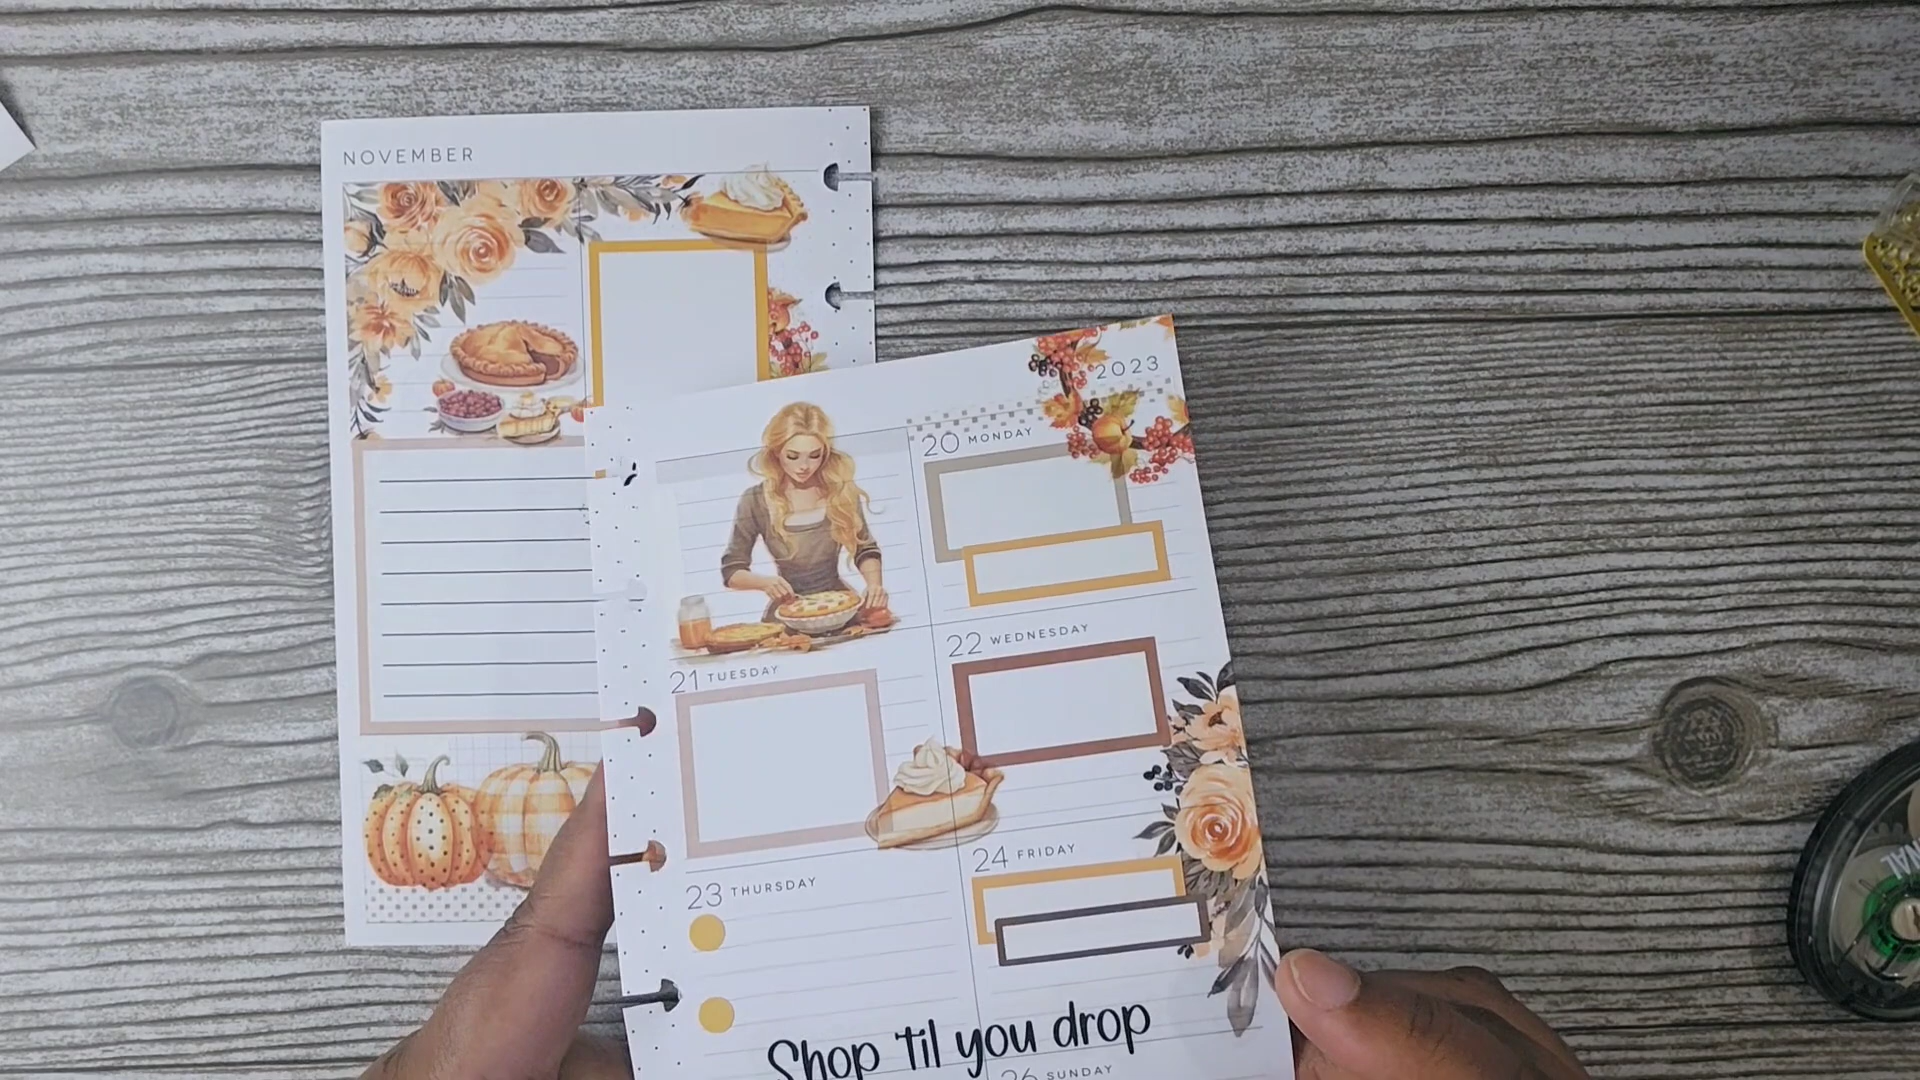 NOVEMBER
2023
20 MONDAY
21 TUESDAY
22 WEDNESDAY
23 THURSDAY
24 FRIDAY
Shop 'til you drop
26 SUNDAY